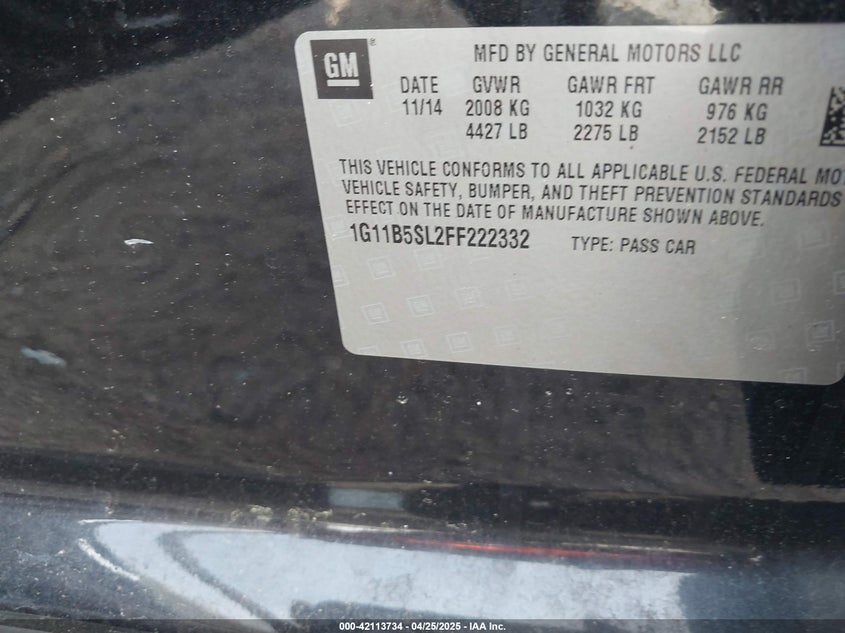 GM®
MFD BY GENERAL MOTORS LLC
DATE GVWR GAWR FRT GAWR RR
11/14 2008 KG 1032 KG 976 KG
4427 LB 2275 LB 2152 LB
THIS VEHICLE CONFORMS TO ALL APPLICABLE U.S. FEDERAL MO
VEHICLE SAFETY, BUMPER, AND THEFT PREVENTION STANDARDS
EFFECT ON THE DATE OF MANUFACTURE SHOWN ABOVE.
1G11B5SL2FF222332 TYPE: PASS CAR
000-42113734 - 04/25/2025 - IAA Inc.